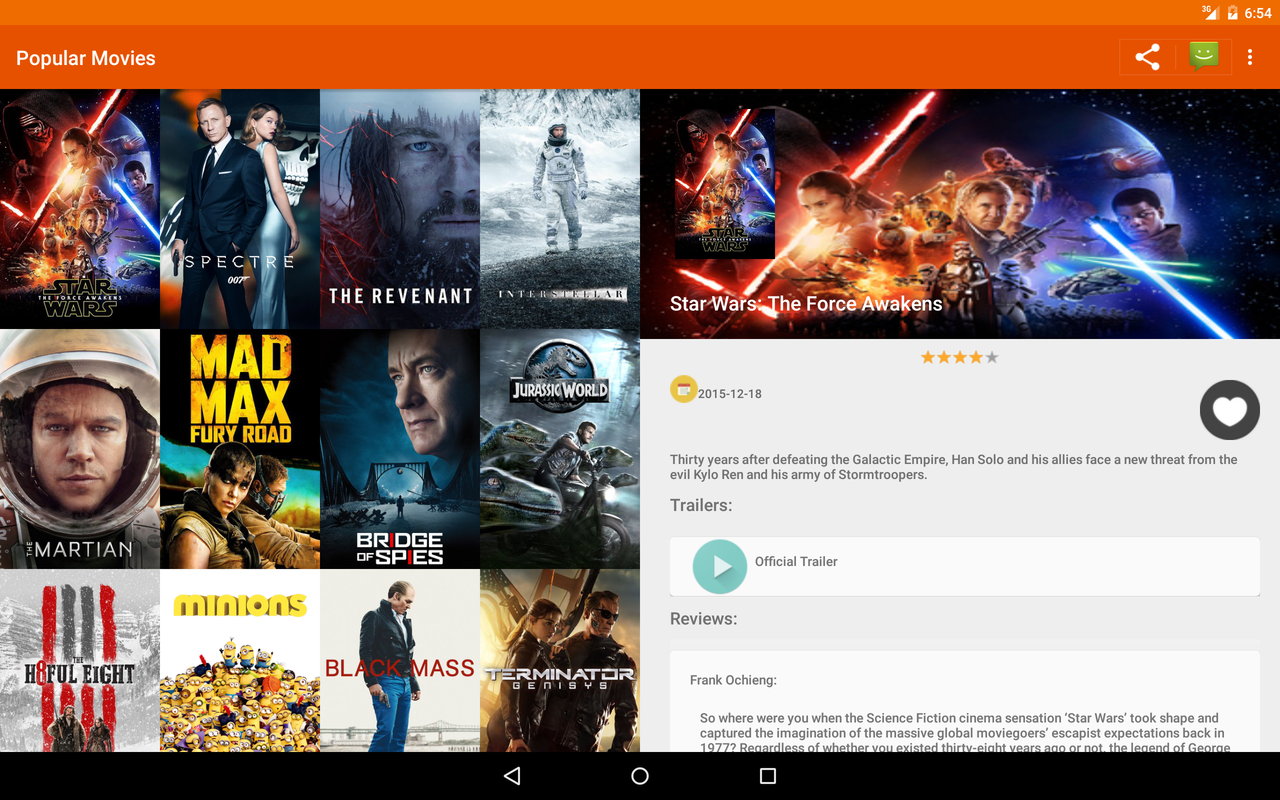 3G 6:54
Popular Movies
STAR
THE FORCE AWAKENS
WARS
SPECTRE
007
THE REVENANT
INTERSTELLAR
THE MARTIAN
MAD
MAX
FURY ROAD
BRIDGE
OF SPIES
JURASSIC WORLD
THE
H8FUL EIGHT
minions
BLACK MASS
TERMINATOR
GENISYS
STAR
THE FORCE AWAKENS
WARS
Star Wars: The Force Awakens
2015-12-18
Thirty years after defeating the Galactic Empire, Han Solo and his allies face a new threat from the
evil Kylo Ren and his army of Stormtroopers.
Trailers:
Official Trailer
Reviews:
Frank Ochieng:
So where were you when the Science Fiction cinema sensation ‘Star Wars’ took shape and
captured the imagination of the massive global moviegoers’ escapist expectations back in
1977? Regardless of whether you existed thirty-eight years ago or not, the legend of George